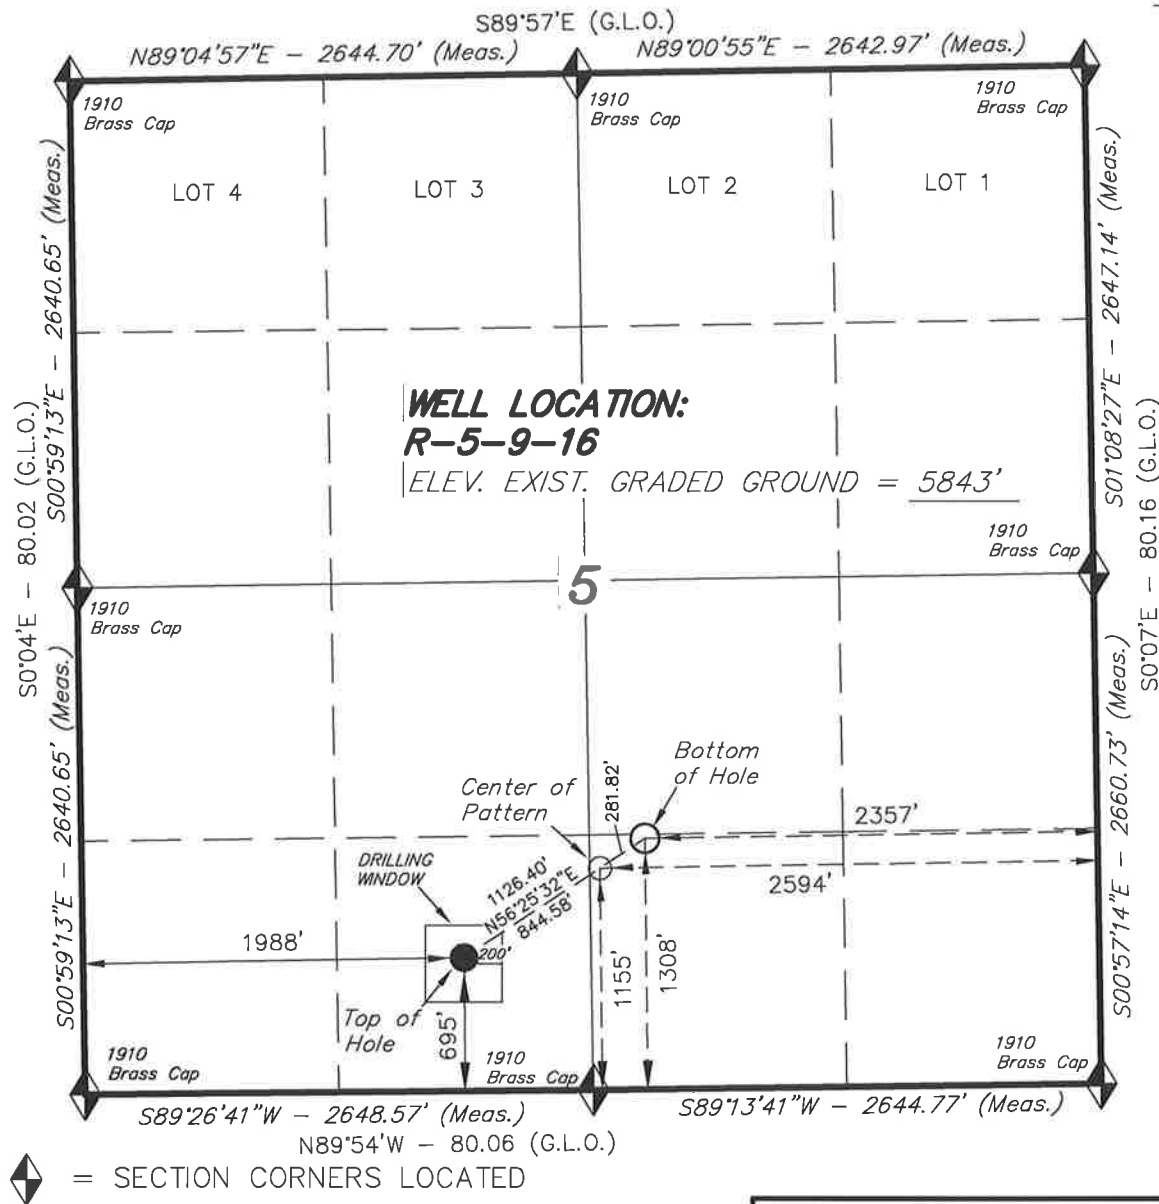 S89°57'E (G.L.O.)
N89°04'57"E - 2644.70' (Meas.)
N89°00'55"E - 2642.97' (Meas.)
1910
Brass Cap
1910
Brass Cap
1910
Brass Cap
LOT 4
LOT 3
LOT 2
LOT 1
S00°59'13"E - 2640.65' (Meas.)
S0°04'E - 80.02 (G.L.O.)
S01°08'27"E - 2647.14' (Meas.)
S0°07'E - 80.16 (G.L.O.)
WELL LOCATION:
R-5-9-16
ELEV. EXIST. GRADED GROUND = 5843'
1910
Brass Cap
5
1910
Brass Cap
S00°59'13"E - 2640.65' (Meas.)
S00°57'14"E - 2660.73' (Meas.)
Bottom
of Hole
Center of
Pattern
281.82'
2357'
2594'
DRILLING
WINDOW
1126.40'
N56°25'32"E
844.58'
200'
1988'
1155'
1308'
Top of
Hole
695'
1910
Brass Cap
1910
Brass Cap
1910
Brass Cap
S89°26'41"W - 2648.57' (Meas.)
S89°13'41"W - 2644.77' (Meas.)
N89°54'W - 80.06 (G.L.O.)
= SECTION CORNERS LOCATED